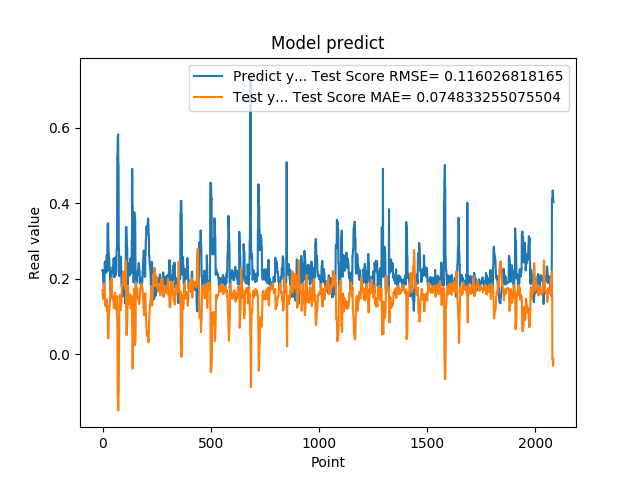 Model predict
Predict y... Test Score RMSE= 0.116026818165
Test y... Test Score MAE= 0.074833255075504
0.6
0.4
0.2
0.0
Real value
0
500
1000
1500
2000
Point